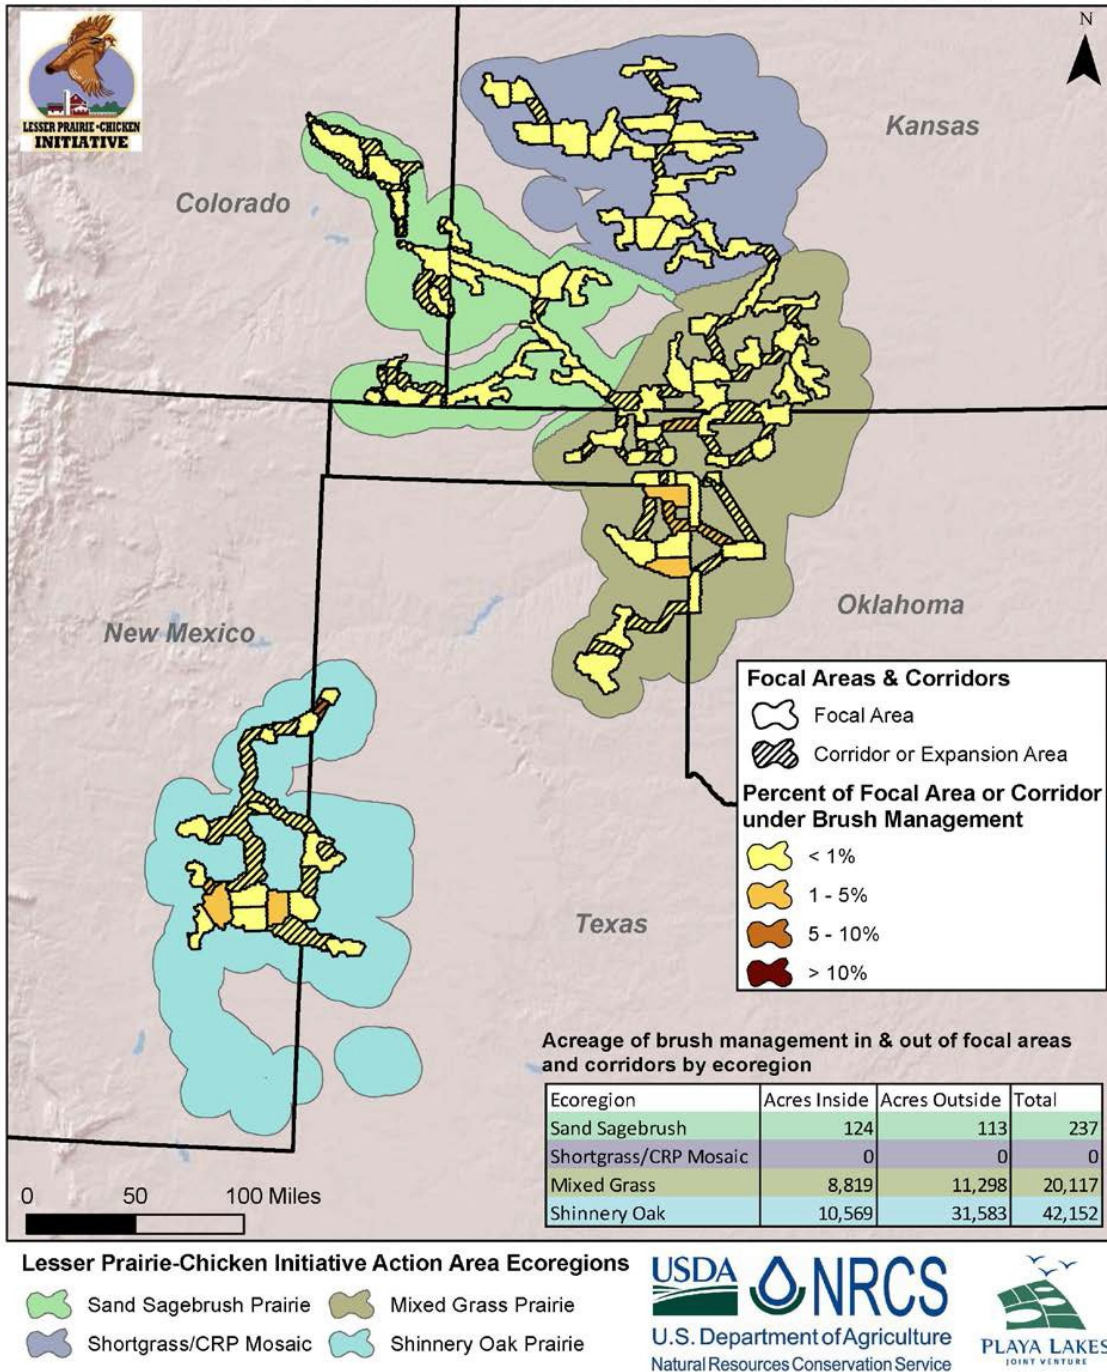 LESSER PRAIRIE•CHICKEN
INITIATIVE
N
Kansas
Colorado
Oklahoma
New Mexico
Texas
Focal Areas & Corridors
Focal Area
Corridor or Expansion Area
Percent of Focal Area or Corridor
under Brush Management
< 1%
1 - 5%
5 - 10%
> 10%
Acreage of brush management in & out of focal areas
and corridors by ecoregion
Ecoregion Acres Inside Acres Outside Total
Sand Sagebrush 124 113 237
Shortgrass/CRP Mosaic 0 0 0
Mixed Grass 8,819 11,298 20,117
Shinnery Oak 10,569 31,583 42,152
0 50 100 Miles
Lesser Prairie-Chicken Initiative Action Area Ecoregions
Sand Sagebrush Prairie Mixed Grass Prairie
Shortgrass/CRP Mosaic Shinnery Oak Prairie
USDA NRCS
U.S. Department of Agriculture
Natural Resources Conservation Service
PLAYA LAKES
JOINT VENTURE